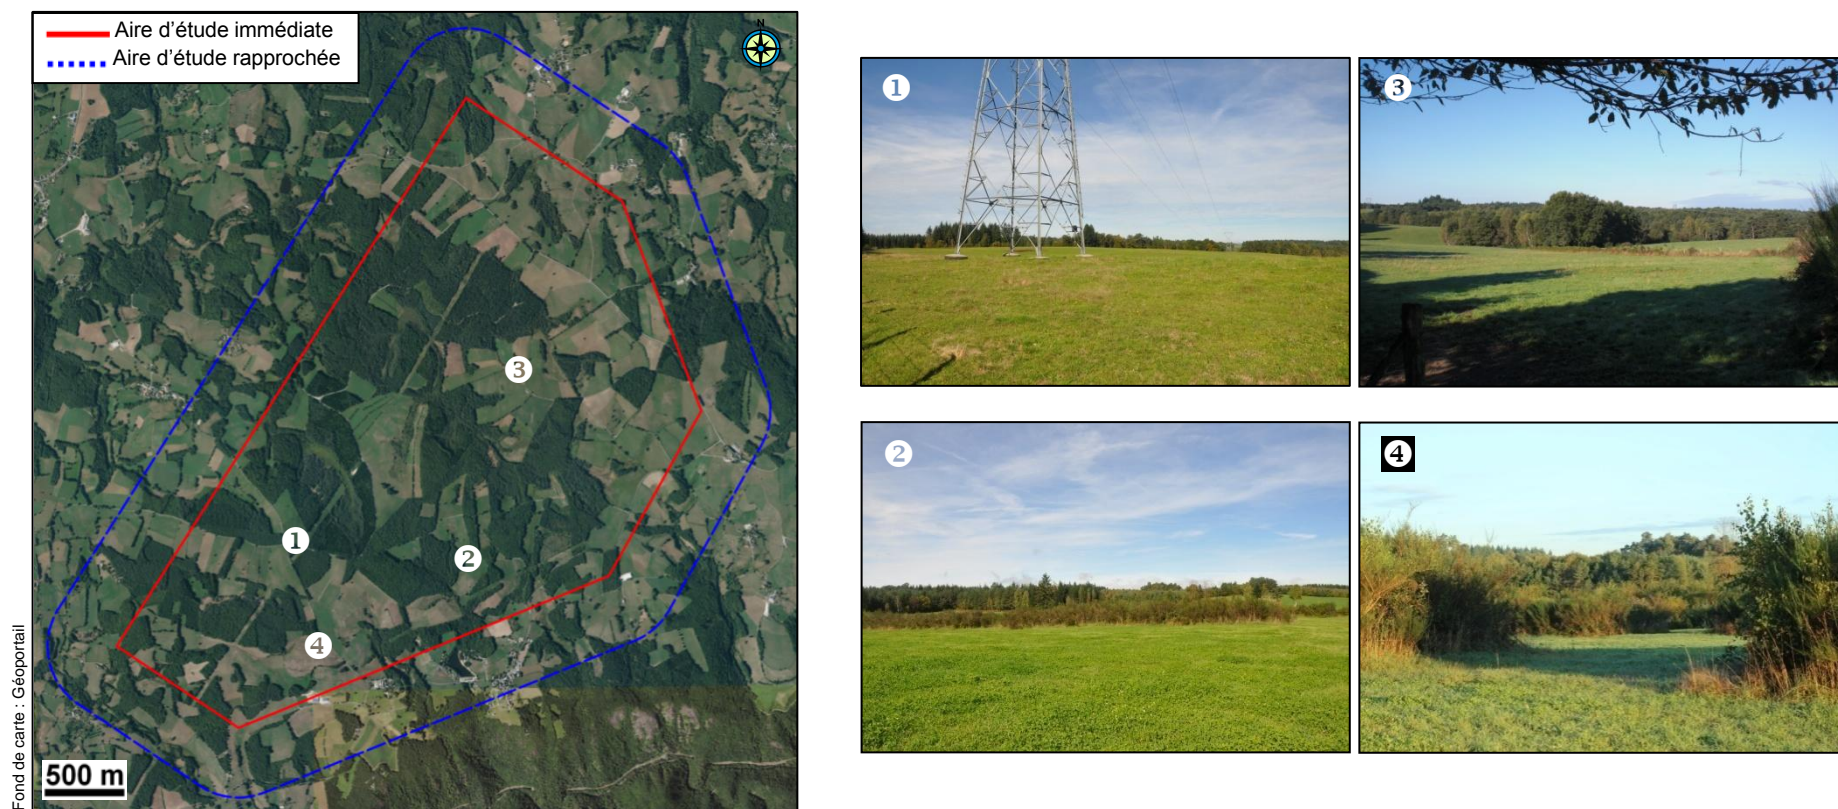 Aire d'étude immédiate
Aire d'étude rapprochée
N
1
3
3
1
2
2
4
4
500 m
Fond de carte : Géoportail